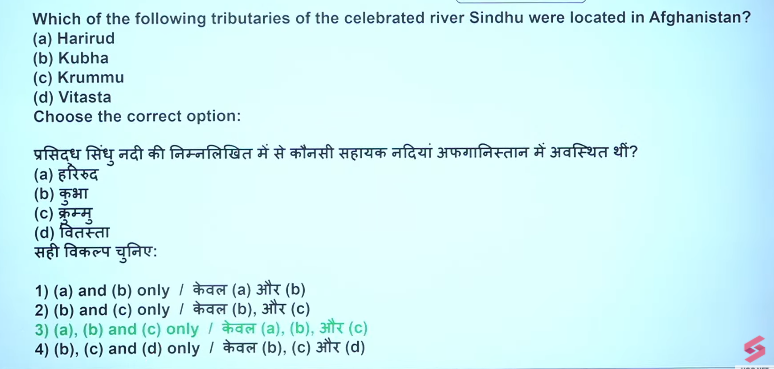 Which of the following tributaries of the celebrated river Sindhu were located in Afghanistan?
(a) Harirud
(b) Kubha
(c) Krummu
(d) Vitasta
Choose the correct option:
प्रसिद्ध सिंधु नदी की निम्नलिखित में से कौनसी सहायक नदियां अफगानिस्तान में अवस्थित थीं?
(a) हरिरुद
(b) कुभा
(c) क्रुम्मु
(d) वितस्ता
सही विकल्प चुनिए:
1) (a) and (b) only / केवल (a) और (b)
2) (b) and (c) only / केवल (b), और (c)
3) (a), (b) and (c) only / केवल (a), (b), और (c)
4) (b), (c) and (d) only / केवल (b), (c) और (d)